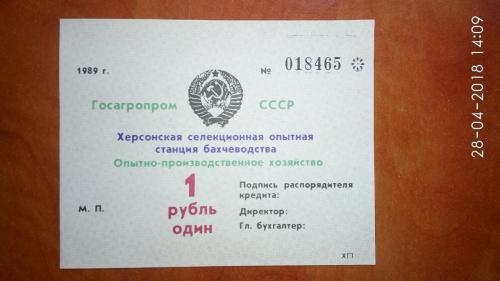 1989 г.
№ 018465
Госагропром СССР
Херсонская селекционная опытная
станция бахчеводства
Опытно-производственное хозяйство
1
рубль
один
Подпись распорядителя
кредита:
Директор:
Гл. бухгалтер:
М. П.
ХГТ
28-04-2018 14:09